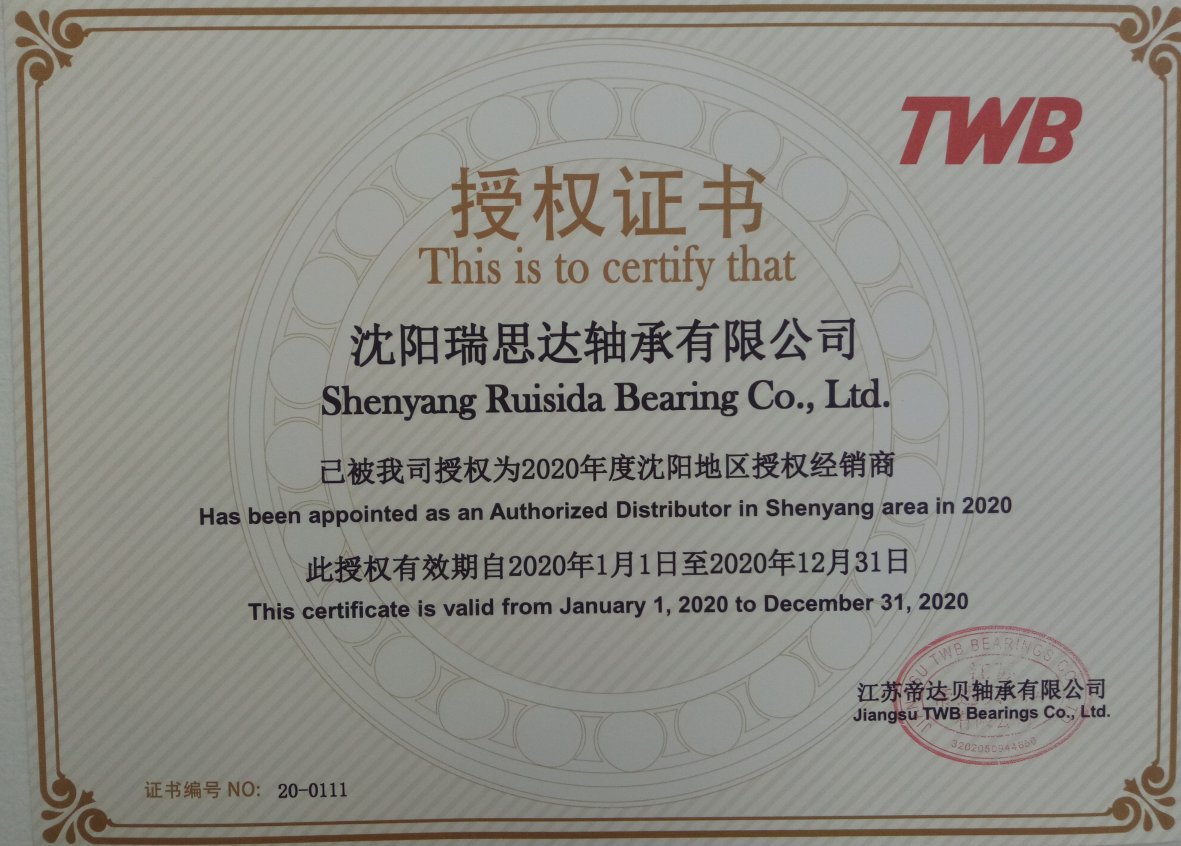 TWB
授权证书
This is to certify that
沈阳瑞思达轴承有限公司
Shenyang Ruisida Bearing Co., Ltd.
已被我司授权为2020年度沈阳地区授权经销商
Has been appointed as an Authorized Distributor in Shenyang area in 2020
此授权有效期自2020年1月1日至2020年12月31日
This certificate is valid from January 1, 2020 to December 31, 2020
TWB BEARINGS
江苏帝达贝轴承有限公司
Jiangsu TWB Bearings Co., Ltd.
证书编号 NO: 20-0111